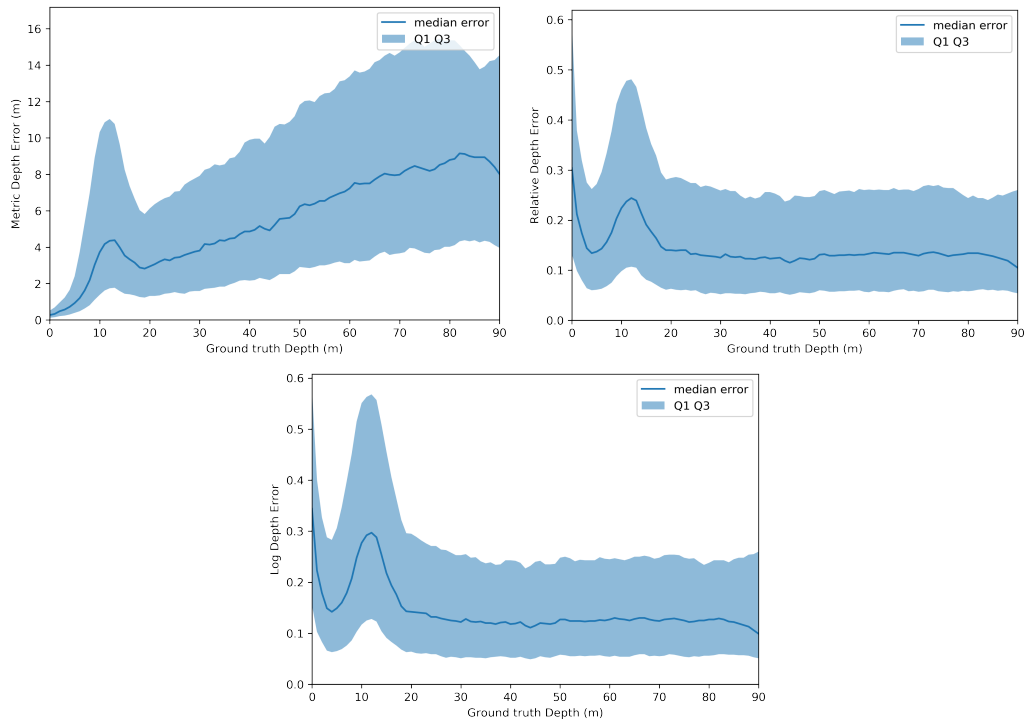 median error
Q1 Q3
16
14
12
10
8
6
4
2
0
Metric Depth Error (m)
0 10 20 30 40 50 60 70 80 90
Ground truth Depth (m)
median error
Q1 Q3
0.6
0.5
0.4
0.3
0.2
0.1
0.0
Relative Depth Error
0 10 20 30 40 50 60 70 80 90
Ground truth Depth (m)
median error
Q1 Q3
0.6
0.5
0.4
0.3
0.2
0.1
0.0
Log Depth Error
0 10 20 30 40 50 60 70 80 90
Ground truth Depth (m)